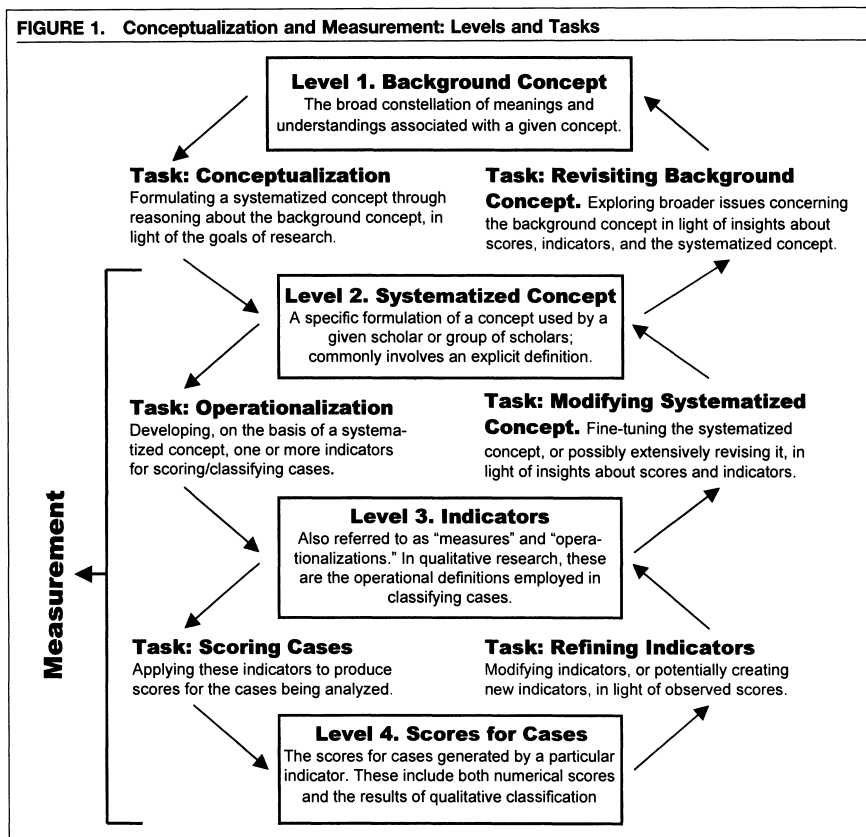 FIGURE 1. Conceptualization and Measurement: Levels and Tasks
Level 1. Background Concept
The broad constellation of meanings and
understandings associated with a given concept.
Task: Conceptualization
Formulating a systematized concept through
reasoning about the background concept, in
light of the goals of research.
Task: Revisiting Background
Concept. Exploring broader issues concerning
the background concept in light of insights about
scores, indicators, and the systematized concept.
Level 2. Systematized Concept
A specific formulation of a concept used by a
given scholar or group of scholars;
commonly involves an explicit definition.
Task: Operationalization
Developing, on the basis of a systema-
tized concept, one or more indicators
for scoring/classifying cases.
Task: Modifying Systematized
Concept. Fine-tuning the systematized
concept, or possibly extensively revising it, in
light of insights about scores and indicators.
Measurement
Level 3. Indicators
Also referred to as “measures” and “opera-
tionalizations.” In qualitative research, these
are the operational definitions employed in
classifying cases.
Task: Scoring Cases
Applying these indicators to produce
scores for the cases being analyzed.
Task: Refining Indicators
Modifying indicators, or potentially creating
new indicators, in light of observed scores.
Level 4. Scores for Cases
The scores for cases generated by a particular
indicator. These include both numerical scores
and the results of qualitative classification